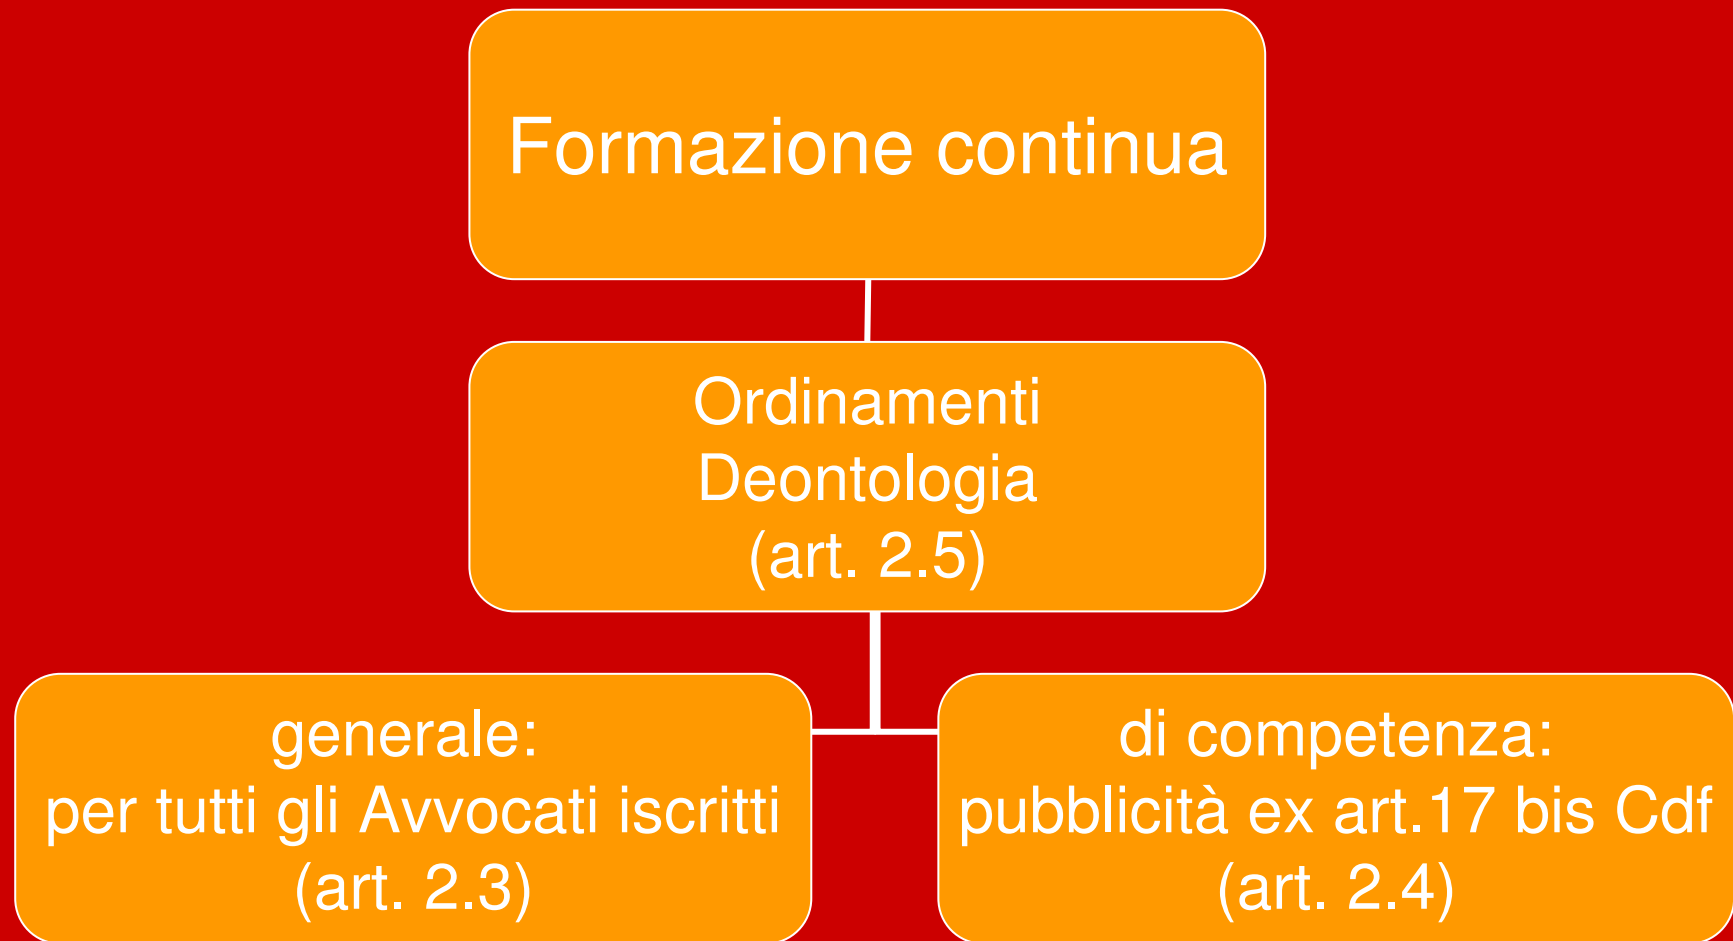 Formazione continua
Ordinamenti
Deontologia
(art. 2.5)
generale:
per tutti gli Avvocati iscritti
(art. 2.3)
di competenza:
pubblicità ex art.17 bis Cdf
(art. 2.4)